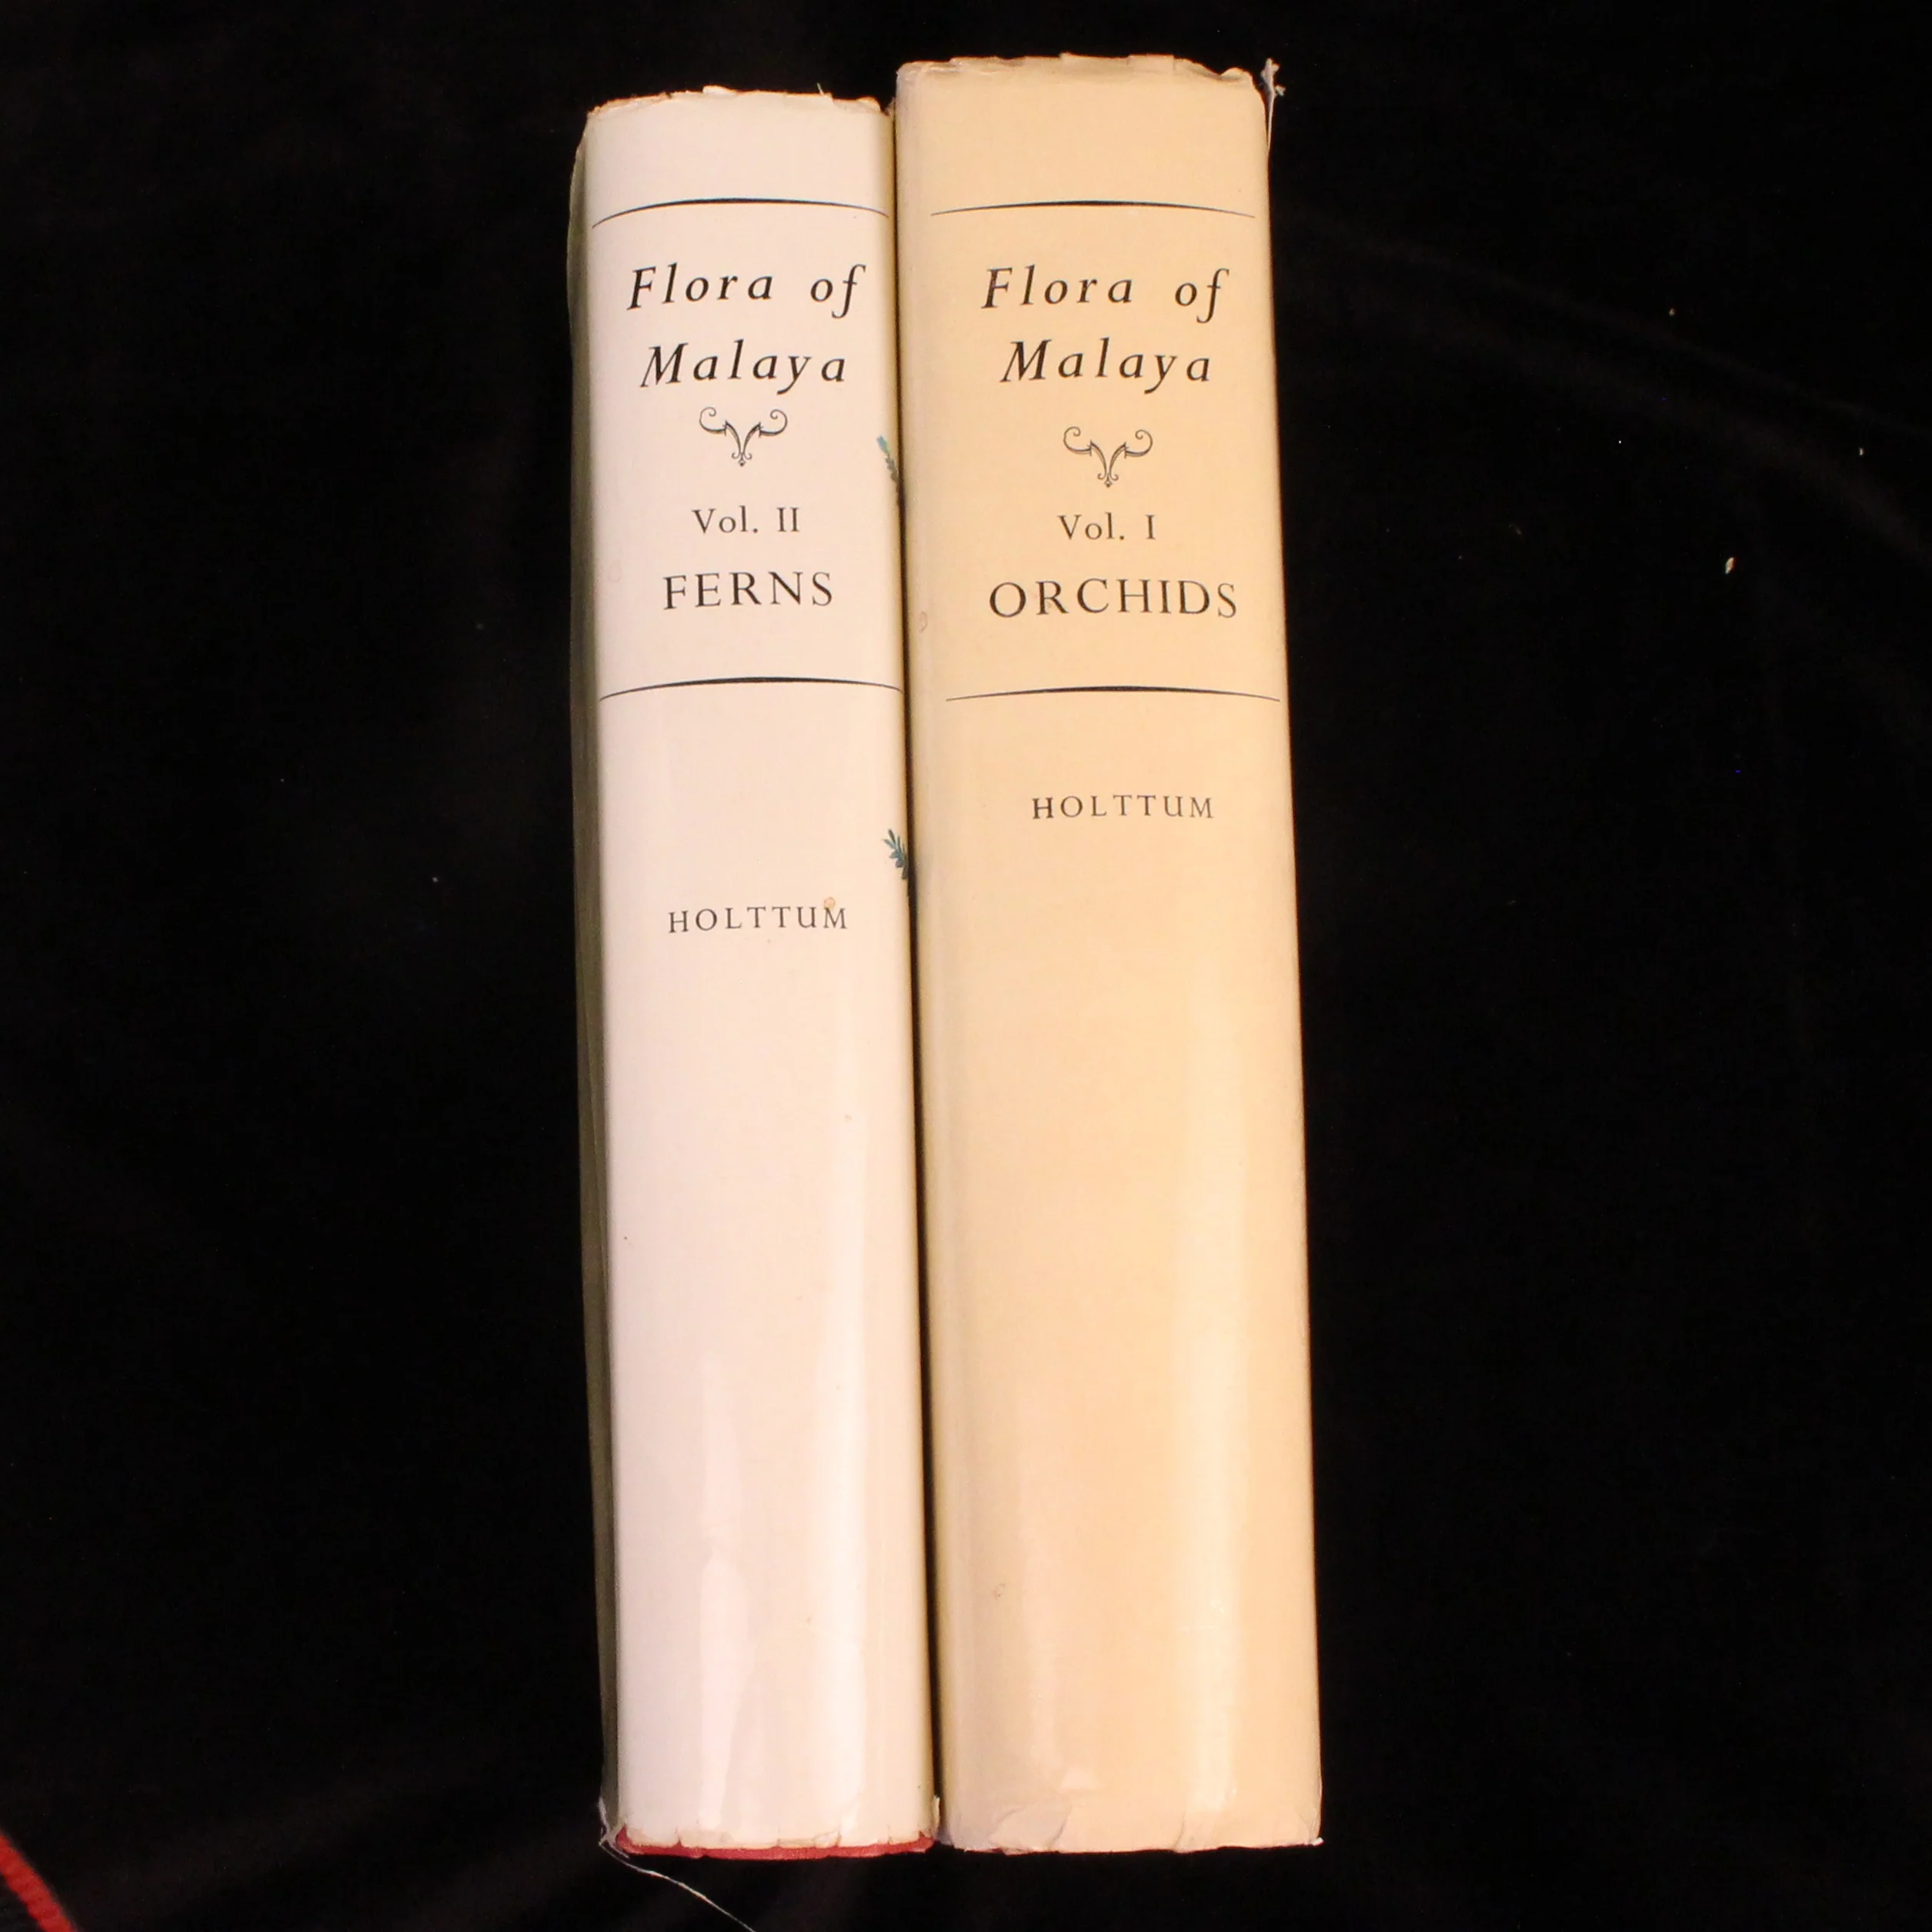 Flora of
Malaya
Vol. II
FERNS
HOLTTUM
Flora of
Malaya
Vol. I
ORCHIDS
HOLTTUM